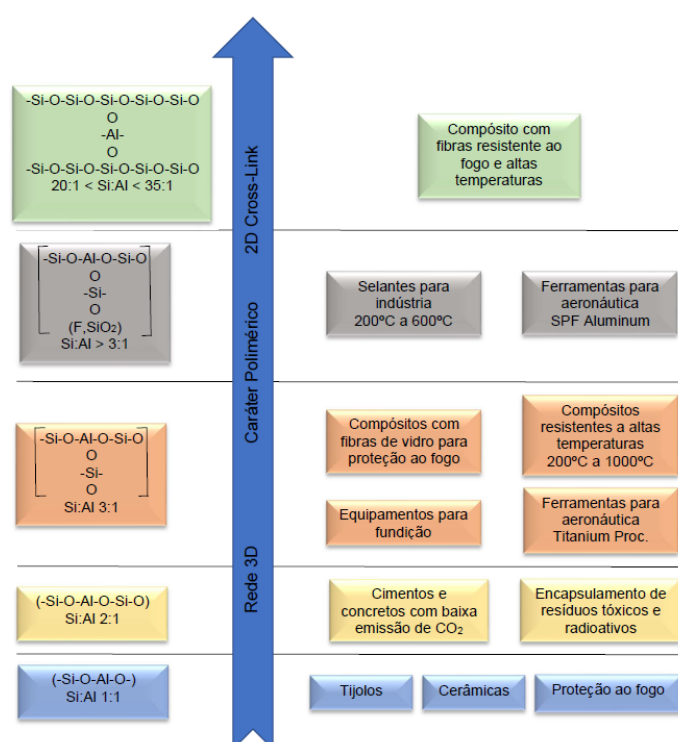 -Si-O-Si-O-Si-O-Si-O-Si-O
O
-Al-
O
-Si-O-Si-O-Si-O-Si-O-Si-O
20:1 < Si:Al < 35:1
Compósito com
fibras resistente ao
fogo e altas
temperaturas
2D Cross-Link
-Si-O-Al-O-Si-O
O
-Si-
O
(F,SiO₂)
Si:Al > 3:1
Selantes para
indústria
200ºC a 600ºC
Ferramentas para
aeronáutica
SPF Aluminum
Caráter Polimérico
-Si-O-Al-O-Si-O
O
-Si-
O
Si:Al 3:1
Compósitos com
fibras de vidro para
proteção ao fogo
Compósitos
resistentes a altas
temperaturas
200ºC a 1000ºC
Equipamentos para
fundição
Ferramentas para
aeronáutica
Titanium Proc.
Rede 3D
(-Si-O-Al-O-Si-O)
Si:Al 2:1
Cimentos e
concretos com baixa
emissão de CO₂
Encapsulamento de
resíduos tóxicos e
radioativos
(-Si-O-Al-O-)
Si:Al 1:1
Tijolos
Cerâmicas
Proteção ao fogo